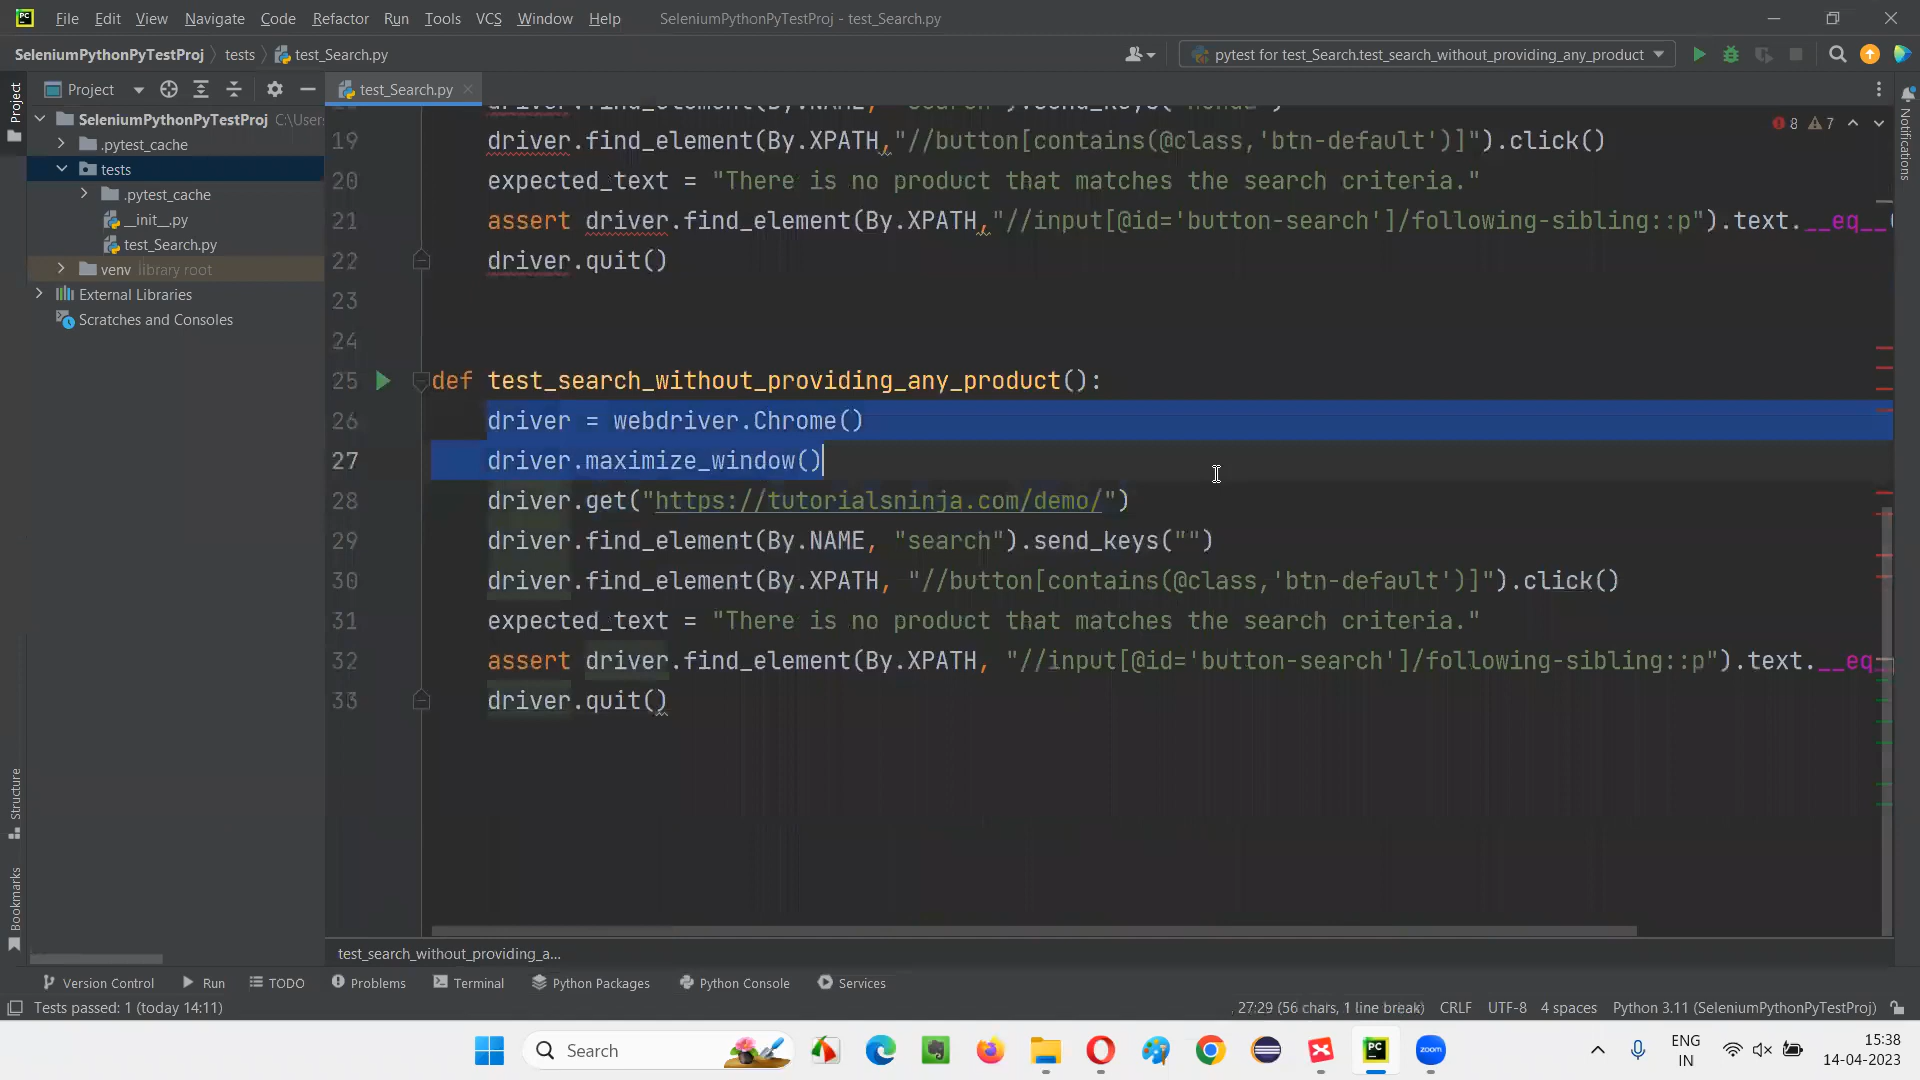 File Edit View Navigate Code Refactor Run Tools VCS Window Help SeleniumPythonPyTestProj - test_Search.py
SeleniumPythonPyTestProj tests test_Search.py pytest for test_Search.test_search_without_providing_any_product
Project
Project
test_Search.py
SeleniumPythonPyTestProj C:\User
.pytest_cache
tests
.pytest_cache
__init__.py
test_Search.py
venv library root
External Libraries
Scratches and Consoles
Structure
Bookmarks
Notifications
8 7
19 driver.find_element(By.XPATH,"//button[contains(@class,'btn-default')]").click()
20 expected_text = "There is no product that matches the search criteria."
21 assert driver.find_element(By.XPATH,"//input[@id='button-search']/following-sibling::p").text.__eq__(
22 driver.quit()
23
24
25 def test_search_without_providing_any_product():
26 driver = webdriver.Chrome()
27 driver.maximize_window()
28 driver.get("https://tutorialsninja.com/demo/")
29 driver.find_element(By.NAME, "search").send_keys("")
30 driver.find_element(By.XPATH, "//button[contains(@class,'btn-default')]").click()
31 expected_text = "There is no product that matches the search criteria."
32 assert driver.find_element(By.XPATH, "//input[@id='button-search']/following-sibling::p").text.__eq_
33 driver.quit()
test_search_without_providing_a...
Version Control Run TODO Problems Terminal Python Packages Python Console Services
Tests passed: 1 (today 14:11) 27:29 (56 chars, 1 line break) CRLF UTF-8 4 spaces Python 3.11 (SeleniumPythonPyTestProj)
PC
zoom
Search
ENG
IN
15:38
14-04-2023